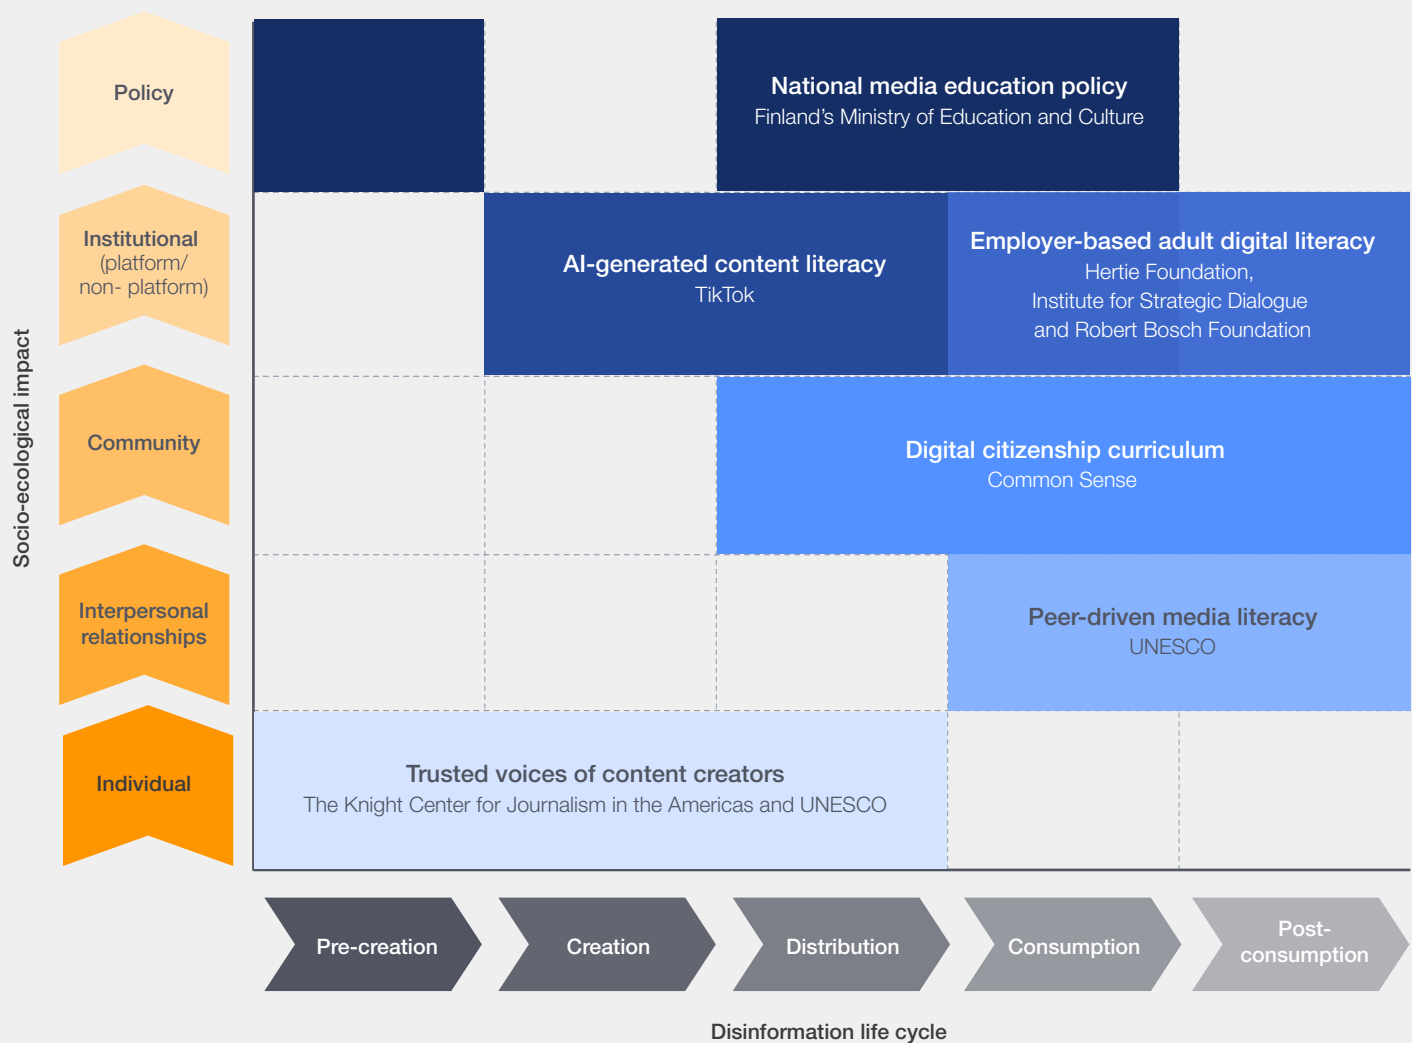 Socio-ecological impact
Policy
National media education policy
Finland's Ministry of Education and Culture
Institutional
(platform/
non- platform)
AI-generated content literacy
TikTok
Employer-based adult digital literacy
Hertie Foundation,
Institute for Strategic Dialogue
and Robert Bosch Foundation
Community
Digital citizenship curriculum
Common Sense
Interpersonal
relationships
Peer-driven media literacy
UNESCO
Individual
Trusted voices of content creators
The Knight Center for Journalism in the Americas and UNESCO
Pre-creation
Creation
Distribution
Consumption
Post-
consumption
Disinformation life cycle